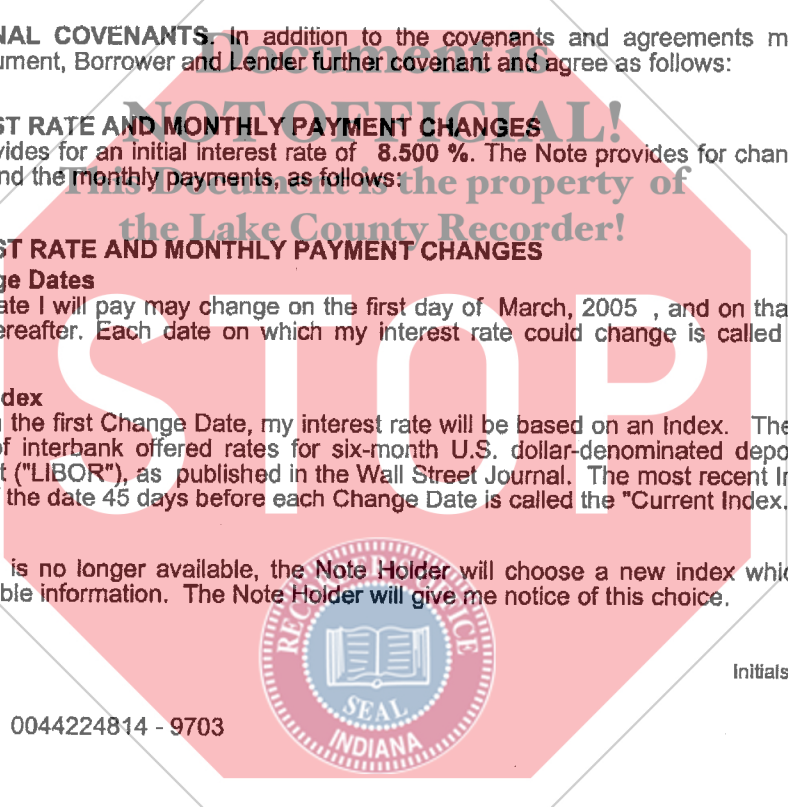 NAL COVENANTS. In addition to the covenants and agreements m
ument, Borrower and Lender further covenant and agree as follows:
Document is
NOT OFFICIAL!
ST RATE AND MONTHLY PAYMENT CHANGES
vides for an initial interest rate of 8.500 %. The Note provides for chan
nd the monthly payments, as follows:
This Document is the property of
the Lake County Recorder!
ST RATE AND MONTHLY PAYMENT CHANGES
ge Dates
ate I will pay may change on the first day of March, 2005 , and on tha
ereafter. Each date on which my interest rate could change is called
STOP
dex
the first Change Date, my interest rate will be based on an Index. The
of interbank offered rates for six-month U.S. dollar-denominated depo
t ("LIBOR"), as published in the Wall Street Journal. The most recent I
the date 45 days before each Change Date is called the "Current Index.
is no longer available, the Note Holder will choose a new index whic
ble information. The Note Holder will give me notice of this choice.
RECORDER'S OFFICE
SEAL
INDIANA
Initials
0044224814 - 9703